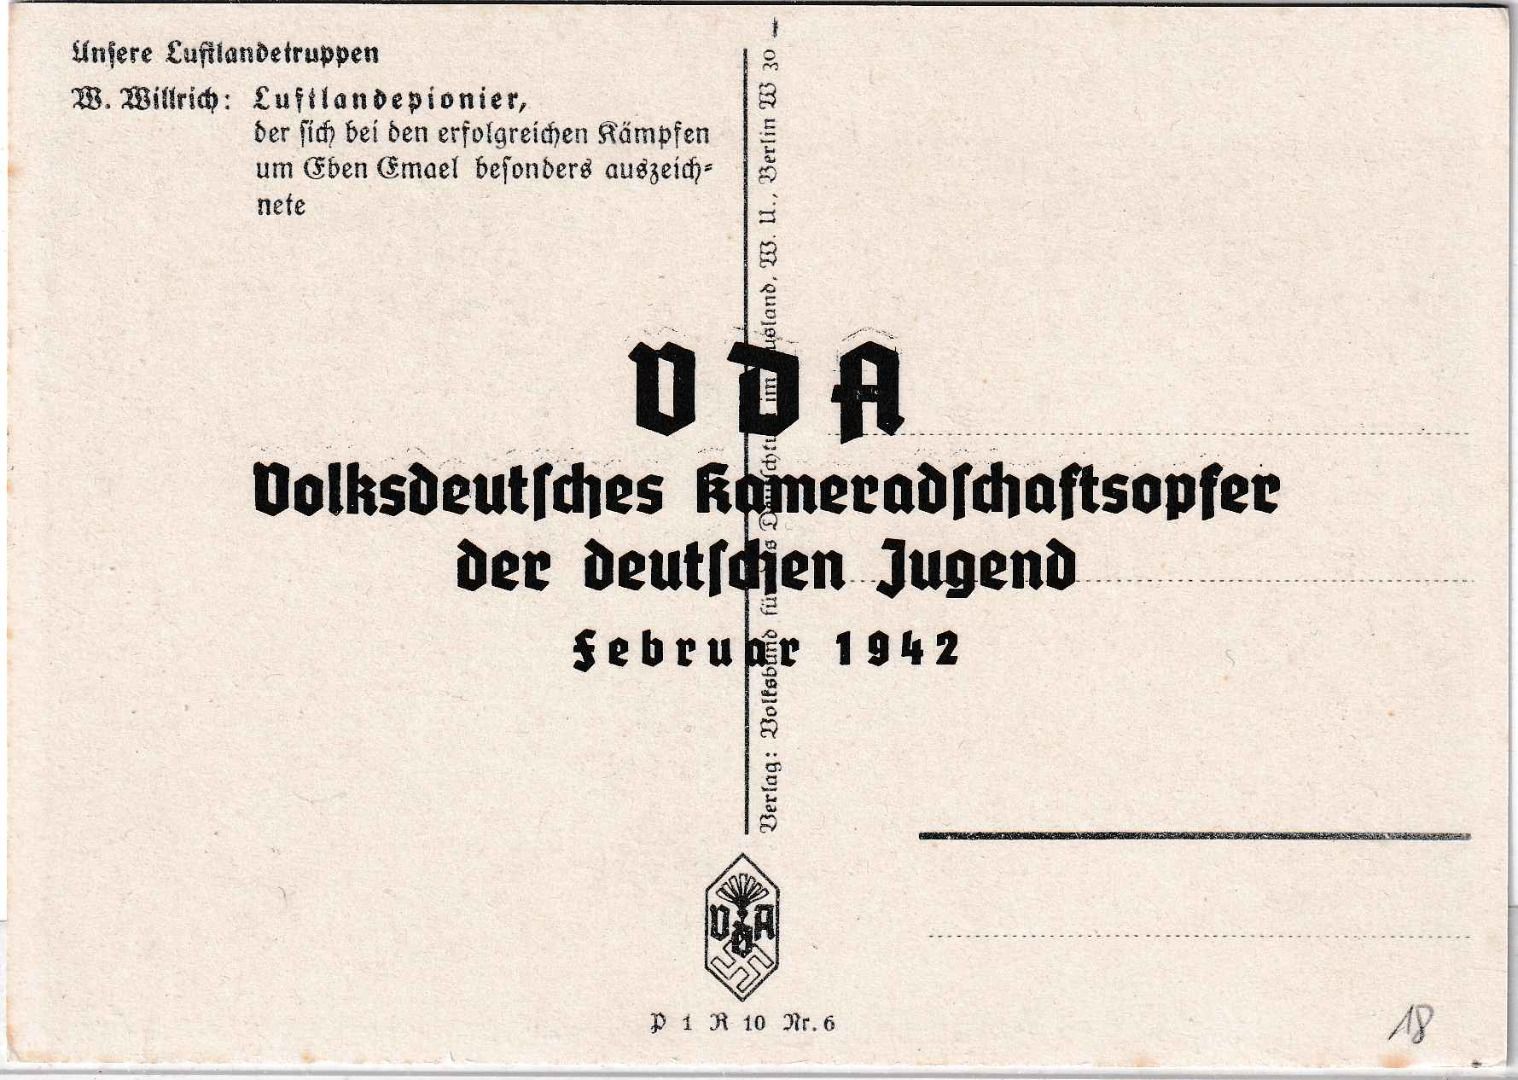 Unsere Luftlandetruppen
W. Willrich: Luftlandepionier,
der sich bei den erfolgreichen Kämpfen
um Eben Emael besonders auszeich-
nete
Verlag: Volksbund für das Deutschtum im Ausland, W. U., Berlin W 30
VDA
Volksdeutsches Kameradschaftsopfer
der deutschen Jugend
Februar 1942
VDA
P 1 R 10 Nr. 6
18